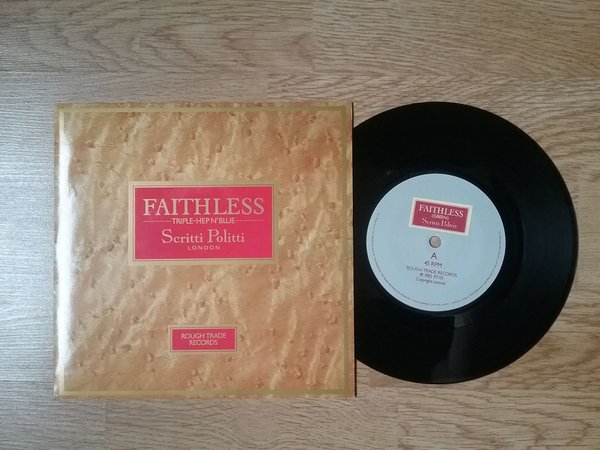 FAITHLESS
TRIPLE-HEP N' BLUE
Scritti Politti
LONDON
ROUGH TRADE
RECORDS
FAITHLESS
(GREEN)
Scritti Politti
A
45 RPM
ROUGH TRADE RECORDS
Copyright control